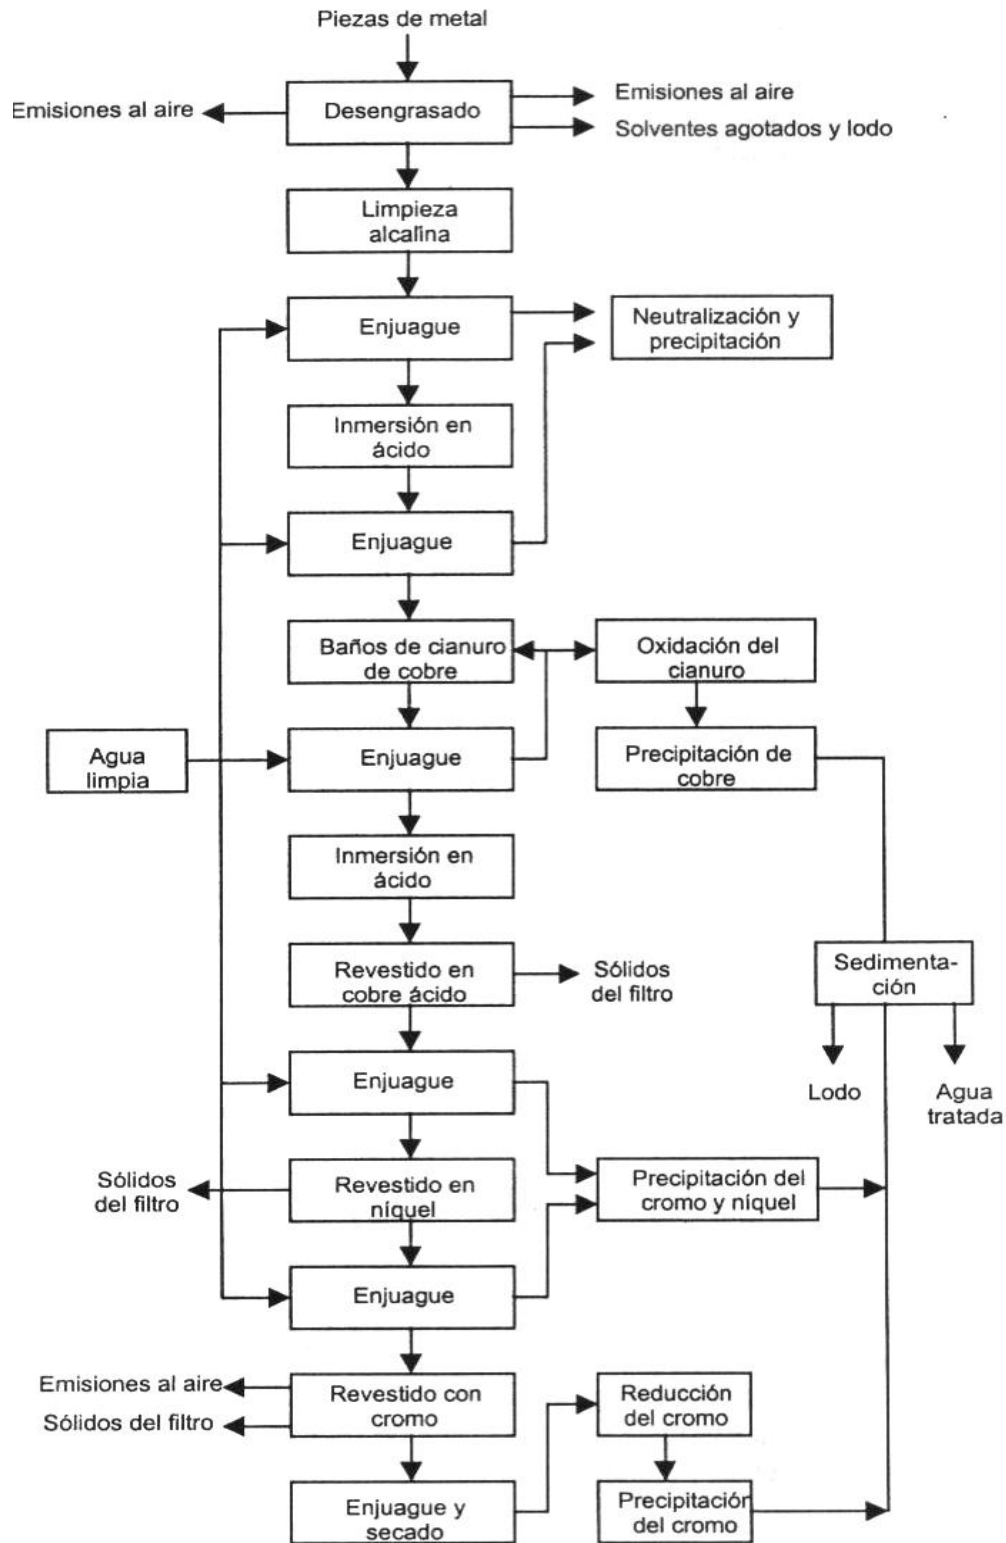 Piezas de metal
Emisiones al aire
Desengrasado
Emisiones al aire
Solventes agotados y lodo
Limpieza
alcalina
Enjuague
Neutralización y
precipitación
Inmersión en
ácido
Enjuague
Baños de cianuro
de cobre
Oxidación del
cianuro
Agua
limpia
Enjuague
Precipitación de
cobre
Inmersión en
ácido
Revestido en
cobre ácido
Sólidos
del filtro
Sedimenta-
ción
Enjuague
Lodo
Agua
tratada
Sólidos
del filtro
Revestido en
níquel
Precipitación del
cromo y níquel
Enjuague
Emisiones al aire
Sólidos del filtro
Revestido con
cromo
Reducción
del cromo
Enjuague y
secado
Precipitación
del cromo